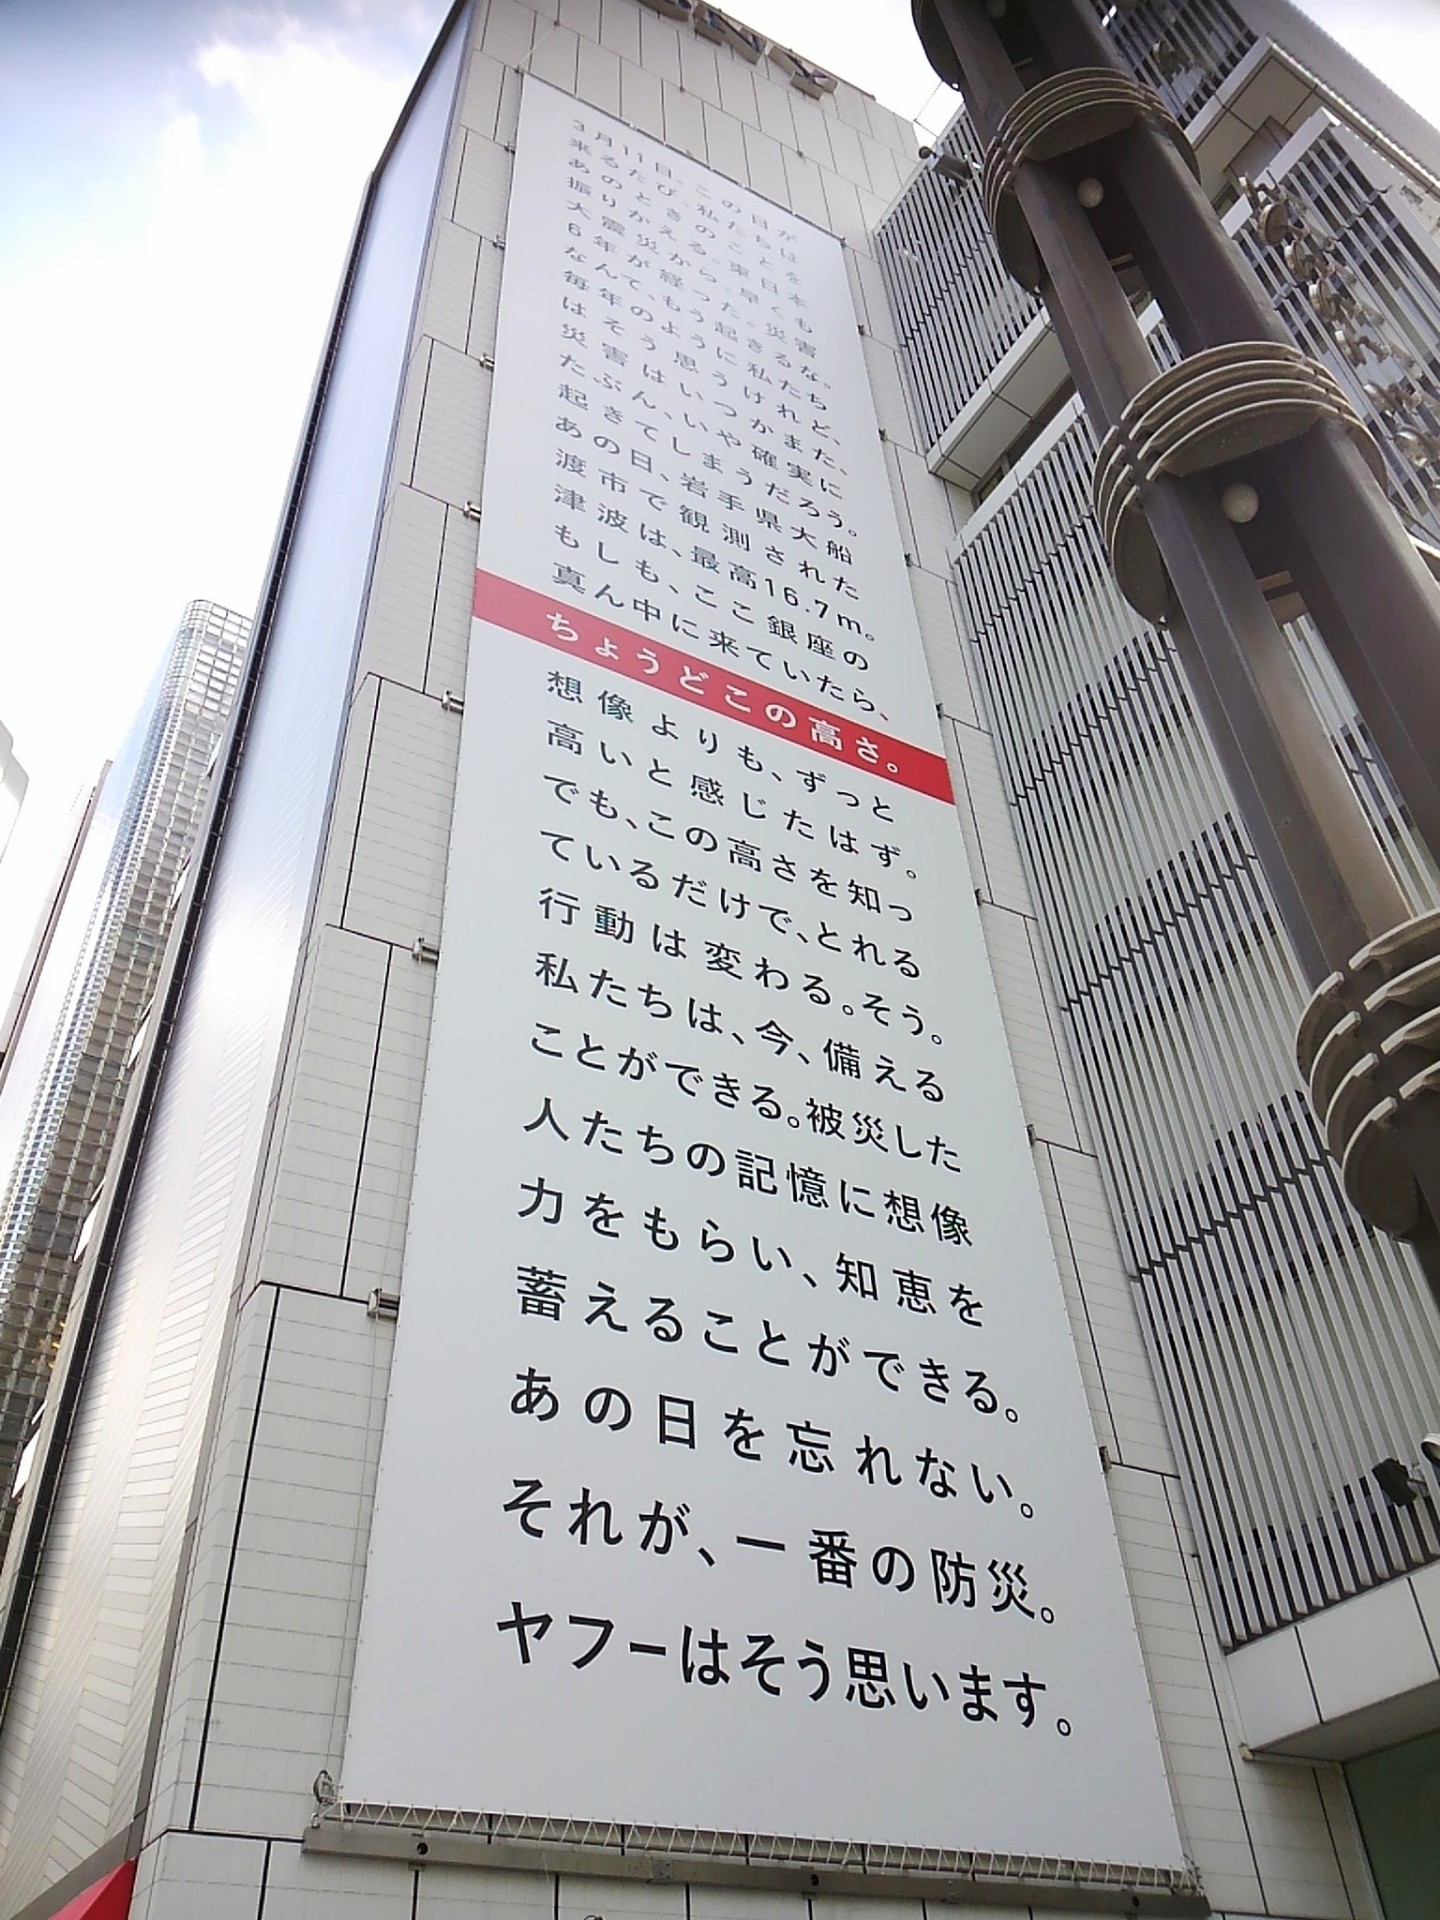 SONY
3月11日。この日が
来るたび、私たちは
あのときのことを
振りかえる。東日本
大震災から、早くも
6年が経った。災害
なんて、もう起きるな。
毎年のように私たち
はそう思うけれど、
災害はいつかまた、
たぶん、いや確実に
起きてしまうだろう。
あの日、岩手県大船
渡市で観測された
津波は、最高16.7m。
もしも、ここ銀座の
真ん中に来ていたら、
ちょうどこの高さ。
想像よりも、ずっと
高いと感じたはず。
でも、この高さを知っ
ているだけで、とれる
行動は変わる。そう。
私たちは、今、備える
ことができる。被災した
人たちの記憶に想像
力をもらい、知恵を
蓄えることができる。
あの日を忘れない。
それが、一番の防災。
ヤフーはそう思います。